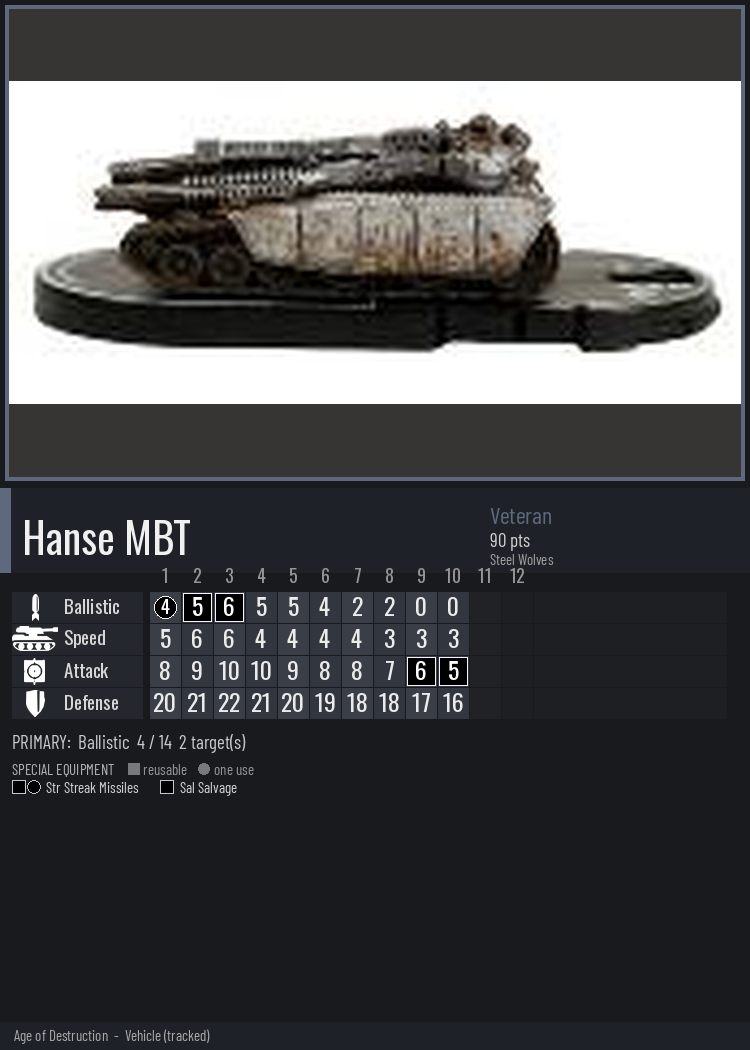 Hanse MBT
Veteran
90 pts
Steel Wolves
1 2 3 4 5 6 7 8 9 10 11 12
Ballistic 4 5 6 5 5 4 2 2 0 0
Speed 5 6 6 4 4 4 4 3 3 3
Attack 8 9 10 10 9 8 8 7 6 5
Defense 20 21 22 21 20 19 18 18 17 16
PRIMARY: Ballistic 4 / 14 2 target(s)
SPECIAL EQUIPMENT reusable one use
Str Streak Missiles Sal Salvage
Age of Destruction - Vehicle (tracked)